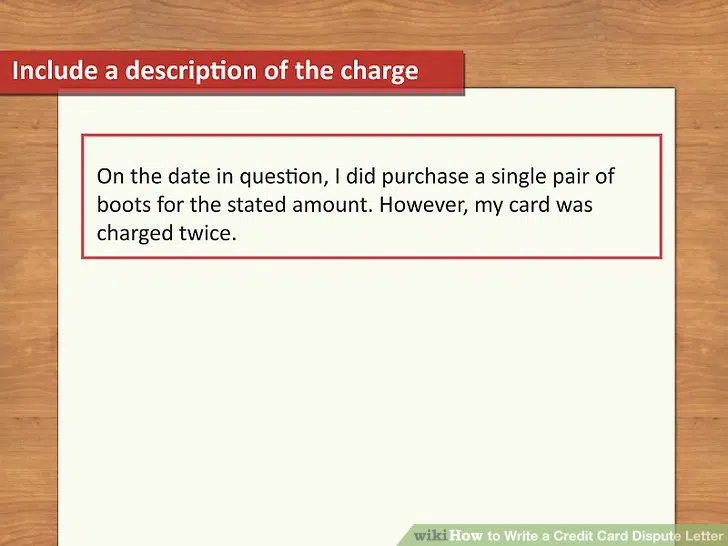 Include a description of the charge
On the date in question, I did purchase a single pair of
boots for the stated amount. However, my card was
charged twice.
wikiHow to Write a Credit Card Dispute Letter